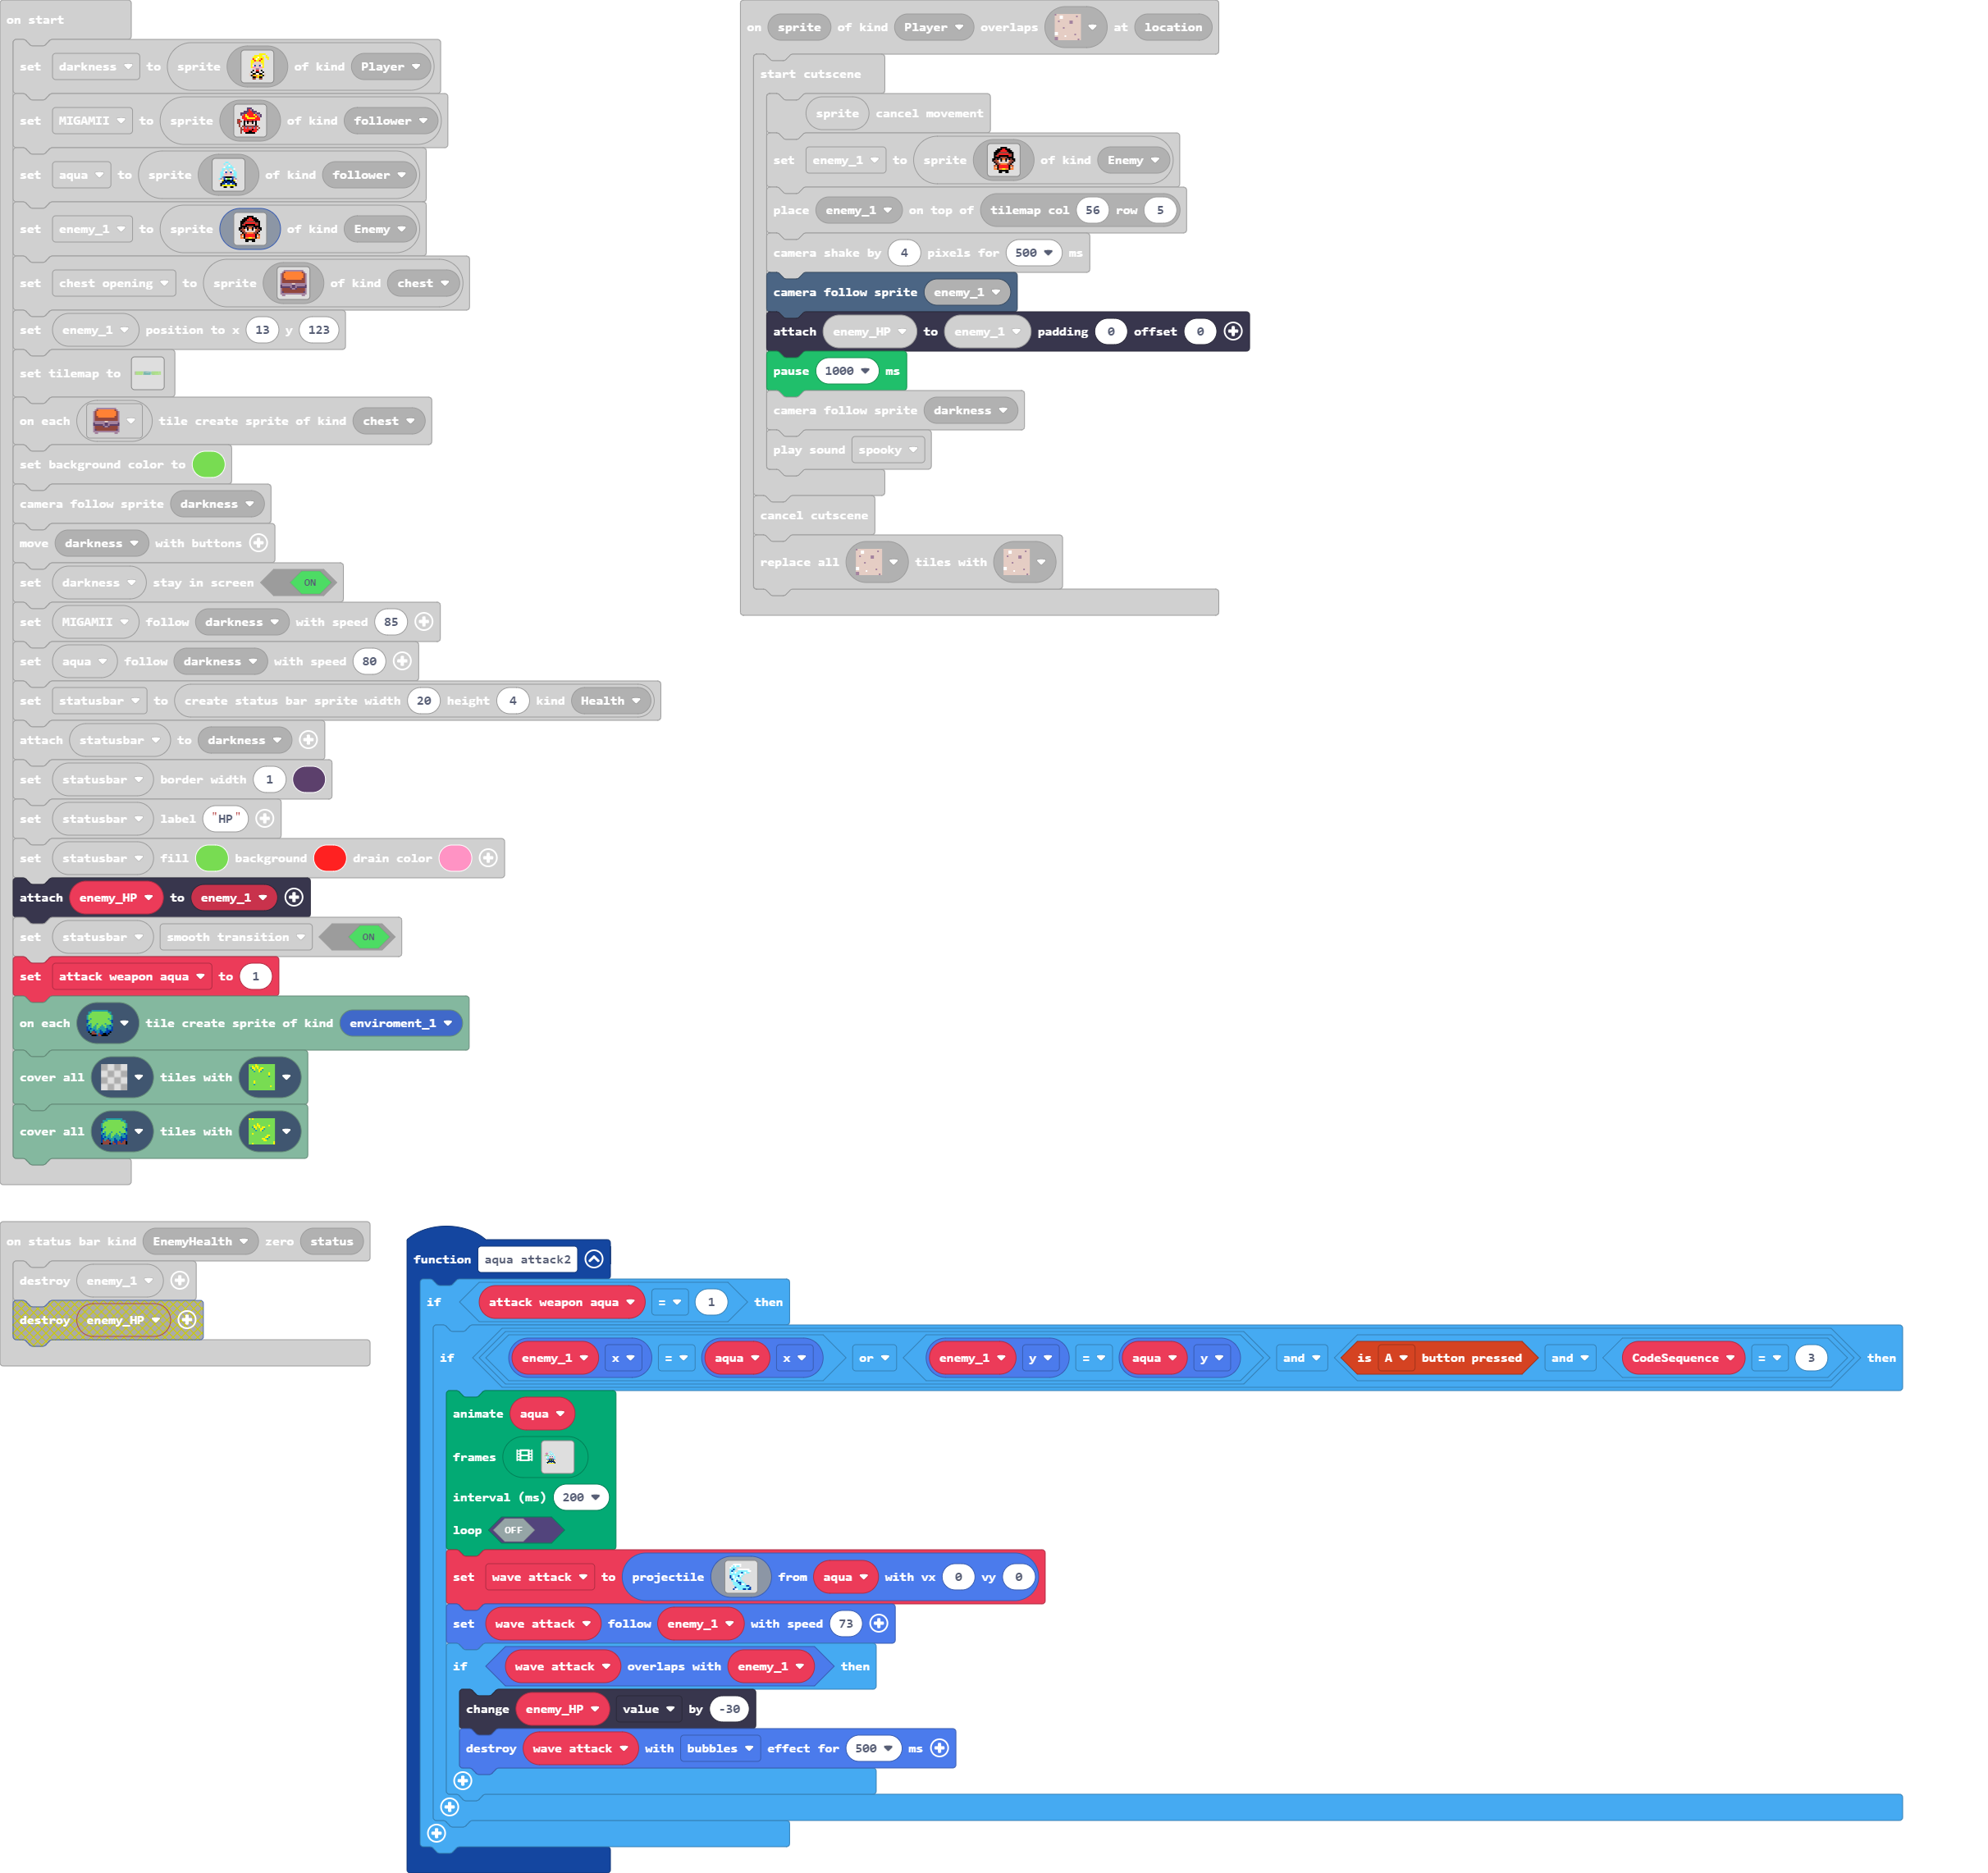 on start
set darkness to sprite of kind Player
set MIGAMII to sprite of kind follower
set aqua to sprite of kind follower
set enemy_1 to sprite of kind Enemy
set chest opening to sprite of kind chest
set enemy_1 position to x 13 y 123
set tilemap to
on each tile create sprite of kind chest
set background color to
camera follow sprite darkness
move darkness with buttons
set darkness stay in screen ON
set MIGAMII follow darkness with speed 85
set aqua follow darkness with speed 80
set statusbar to create status bar sprite width 20 height 4 kind Health
attach statusbar to darkness
set statusbar border width 1
set statusbar label "HP"
set statusbar fill background drain color
attach enemy_HP to enemy_1
set statusbar smooth transition ON
set attack weapon aqua to 1
on each tile create sprite of kind enviroment_1
cover all tiles with
cover all tiles with
on sprite of kind Player overlaps at location
start cutscene
sprite cancel movement
set enemy_1 to sprite of kind Enemy
place enemy_1 on top of tilemap col 56 row 5
camera shake by 4 pixels for 500 ms
camera follow sprite enemy_1
attach enemy_HP to enemy_1 padding 0 offset 0
pause 1000 ms
camera follow sprite darkness
play sound spooky
cancel cutscene
replace all tiles with
on status bar kind EnemyHealth zero status
destroy enemy_1
destroy enemy_HP
function aqua attack2
if attack weapon aqua = 1 then
if enemy_1 x = aqua x or enemy_1 y = aqua y and is A button pressed and CodeSequence = 3 then
animate aqua
frames
interval (ms) 200
loop OFF
set wave attack to projectile from aqua with vx 0 vy 0
set wave attack follow enemy_1 with speed 73
if wave attack overlaps with enemy_1 then
change enemy_HP value by -30
destroy wave attack with bubbles effect for 500 ms